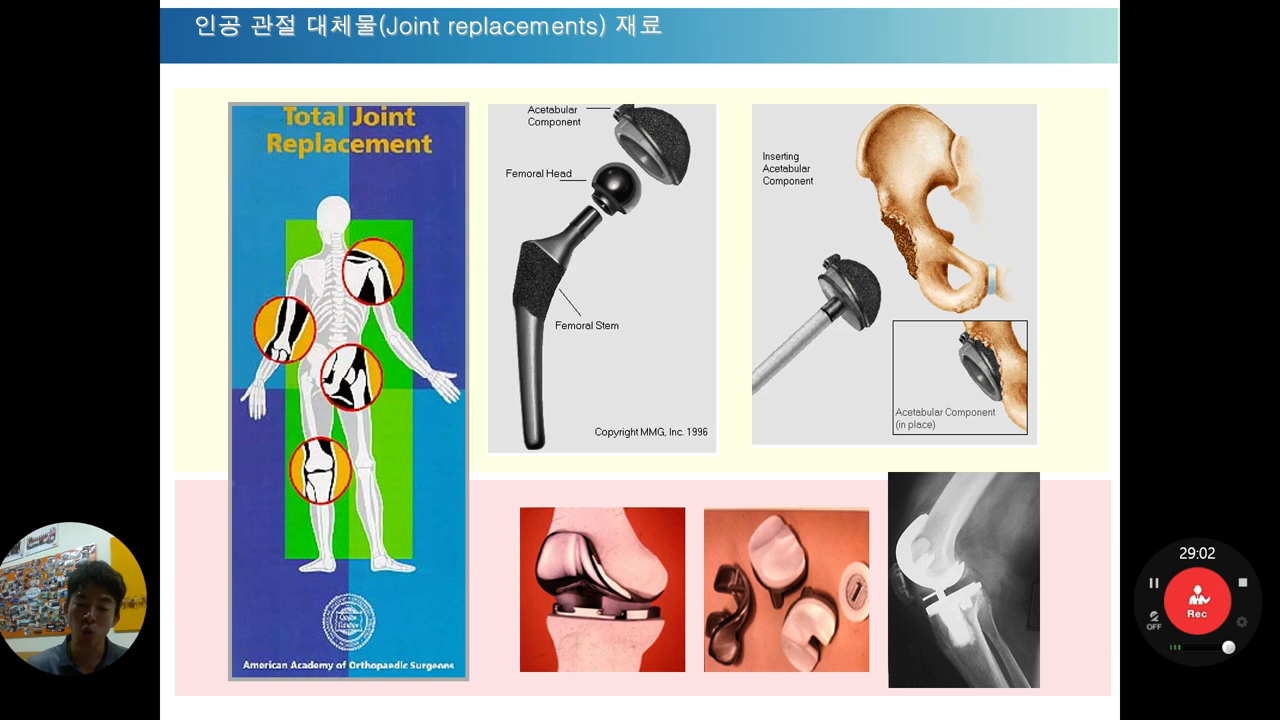 인공 관절 대체물(Joint replacements) 재료
Total Joint
Replacement
American Academy of Orthopaedic Surgeons
Acetabular
Component
Femoral Head
Femoral Stem
Copyright MMG, Inc. 1996
Inserting
Acetabular
Component
Acetabular Component
(in place)
29:02
Rec
OFF